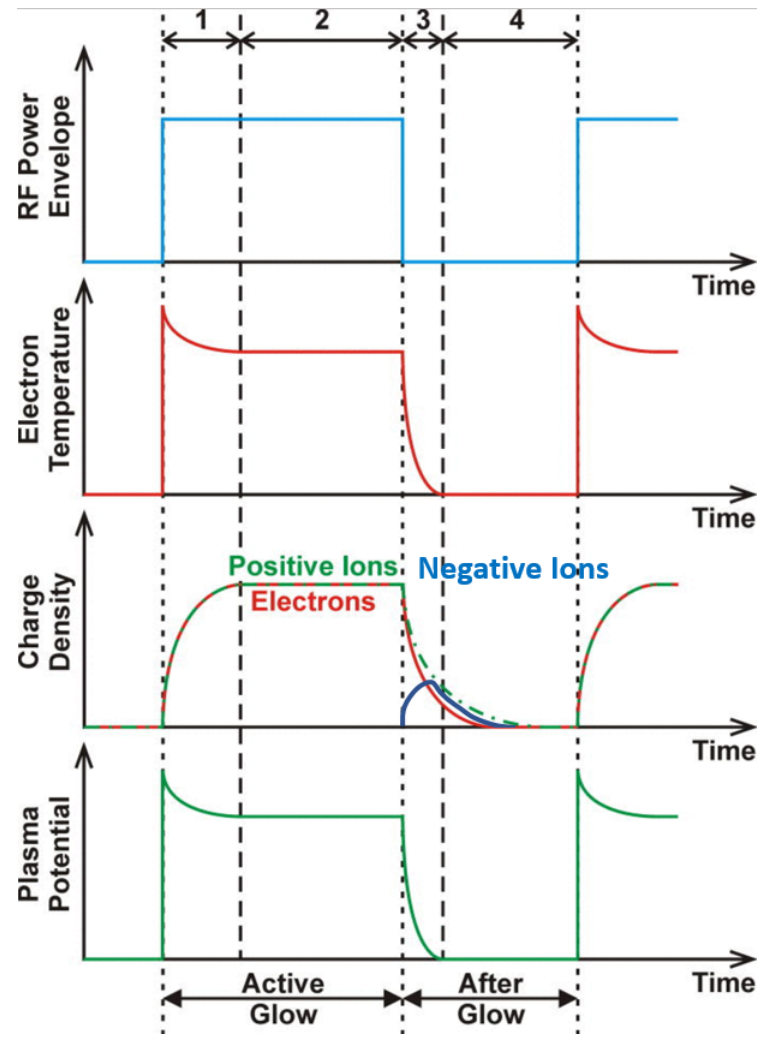 1 2 3 4
RF Power
Envelope
Time
Electron
Temperature
Time
Positive Ions Negative Ions
Electrons
Charge
Density
Time
Plasma
Potential
Time
Active After
Glow Glow